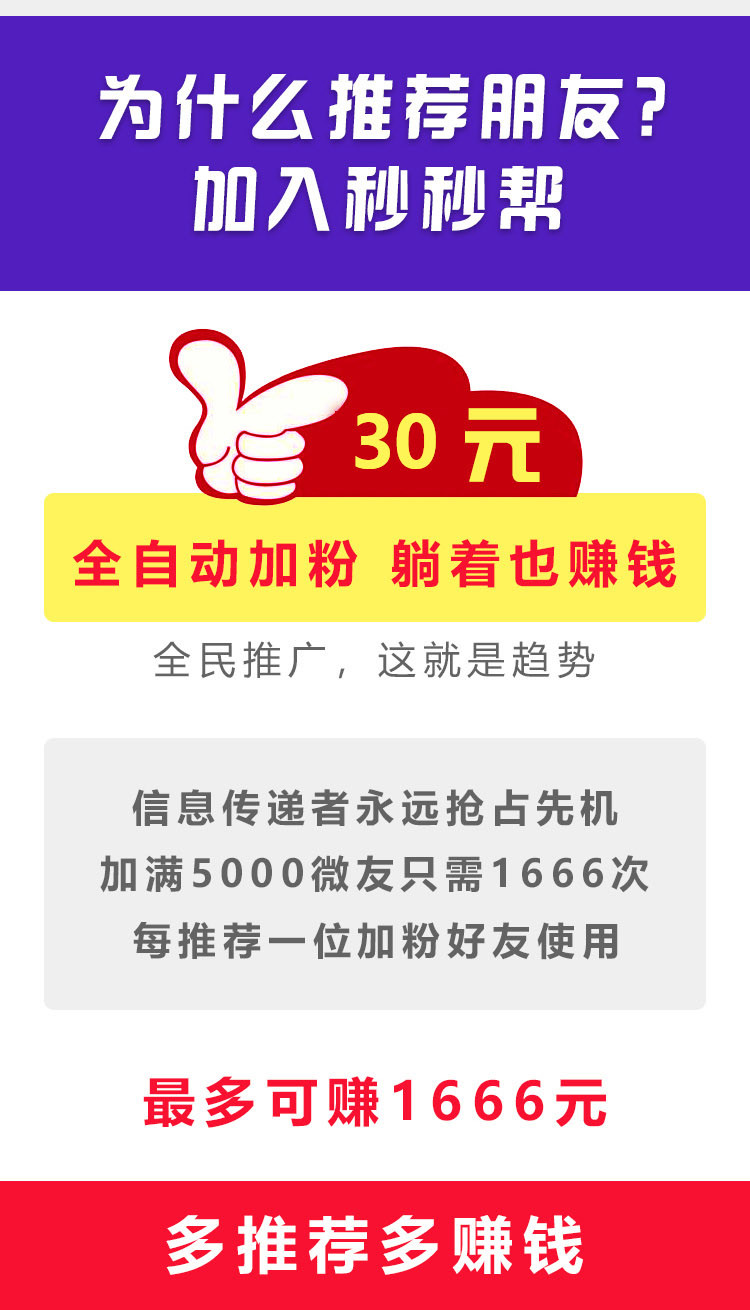 为什么推荐朋友?
加入秒秒帮
30 元
全自动加粉 躺着也赚钱
全民推广，这就是趋势
信息传递者永远抢占先机
加满5000微友只需1666次
每推荐一位加粉好友使用
最多可赚1666元
多推荐多赚钱